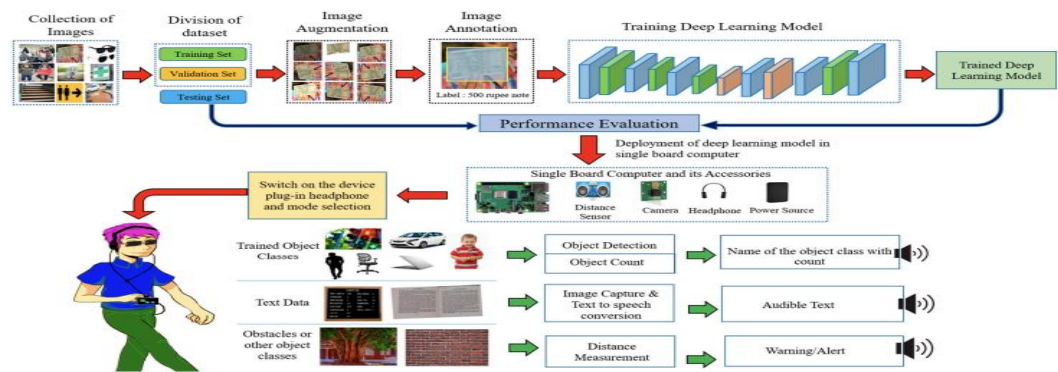 Collection of
Images
Division of
dataset
Image
Augmentation
Image
Annotation
Training Deep Learning Model
Training Set
Validation Set
Testing Set
Label : 500 rupee note
Trained Deep
Learning Model
Performance Evaluation
Deployment of deep learning model in
single board computer
Single Board Computer and its Accessories
Distance
Sensor
Camera
Headphone
Power Source
Switch on the device
plug-in headphone
and mode selection
Trained Object
Classes
Object Detection
Object Count
Name of the object class with
count
Text Data
Image Capture &
Text to speech
conversion
Audible Text
Obstacles or
other object
classes
Distance
Measurement
Warning/Alert